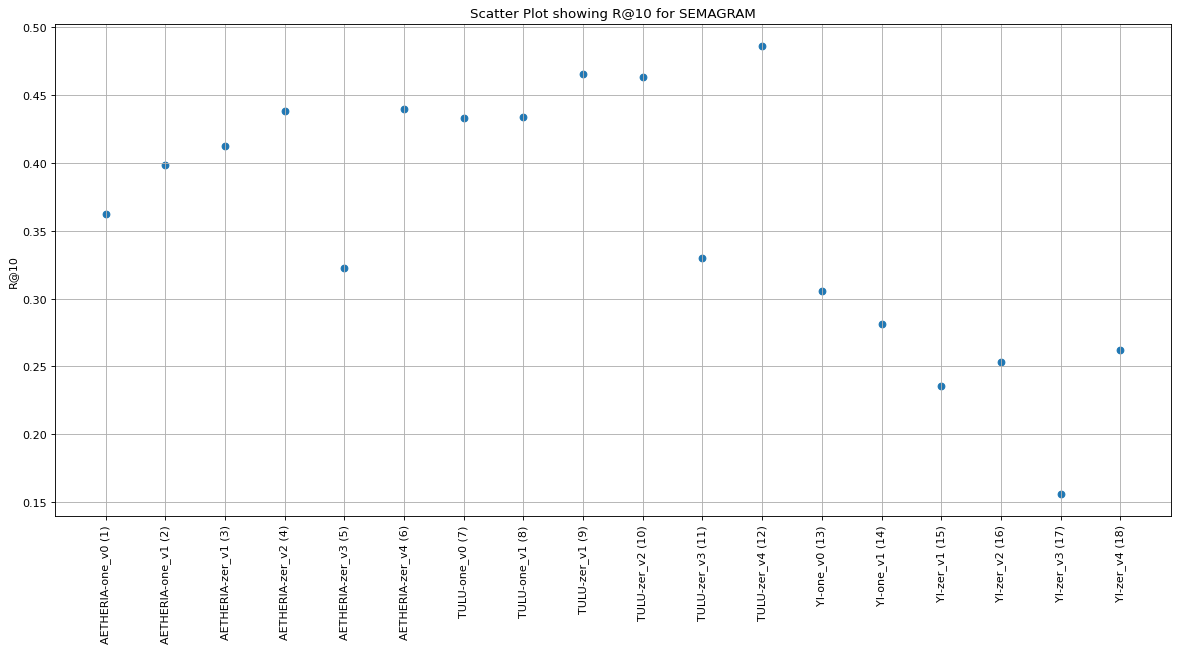 Scatter Plot showing R@10 for SEMAGRAM
R@10
0.50
0.45
0.40
0.35
0.30
0.25
0.20
0.15
AETHERIA-one_v0 (1)
AETHERIA-one_v1 (2)
AETHERIA-zer_v1 (3)
AETHERIA-zer_v2 (4)
AETHERIA-zer_v3 (5)
AETHERIA-zer_v4 (6)
TULU-one_v0 (7)
TULU-one_v1 (8)
TULU-zer_v1 (9)
TULU-zer_v2 (10)
TULU-zer_v3 (11)
TULU-zer_v4 (12)
YI-one_v0 (13)
YI-one_v1 (14)
YI-zer_v1 (15)
YI-zer_v2 (16)
YI-zer_v3 (17)
YI-zer_v4 (18)